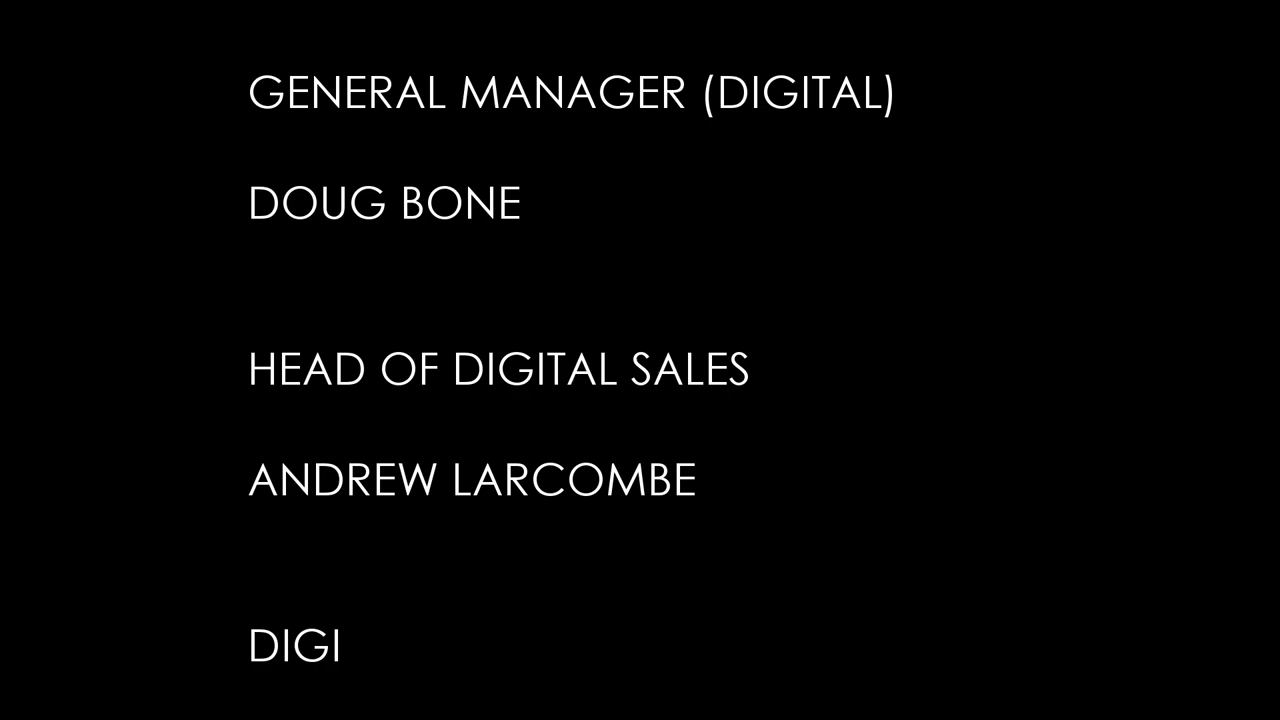 GENERAL MANAGER (DIGITAL)
DOUG BONE
HEAD OF DIGITAL SALES
ANDREW LARCOMBE
DIGI